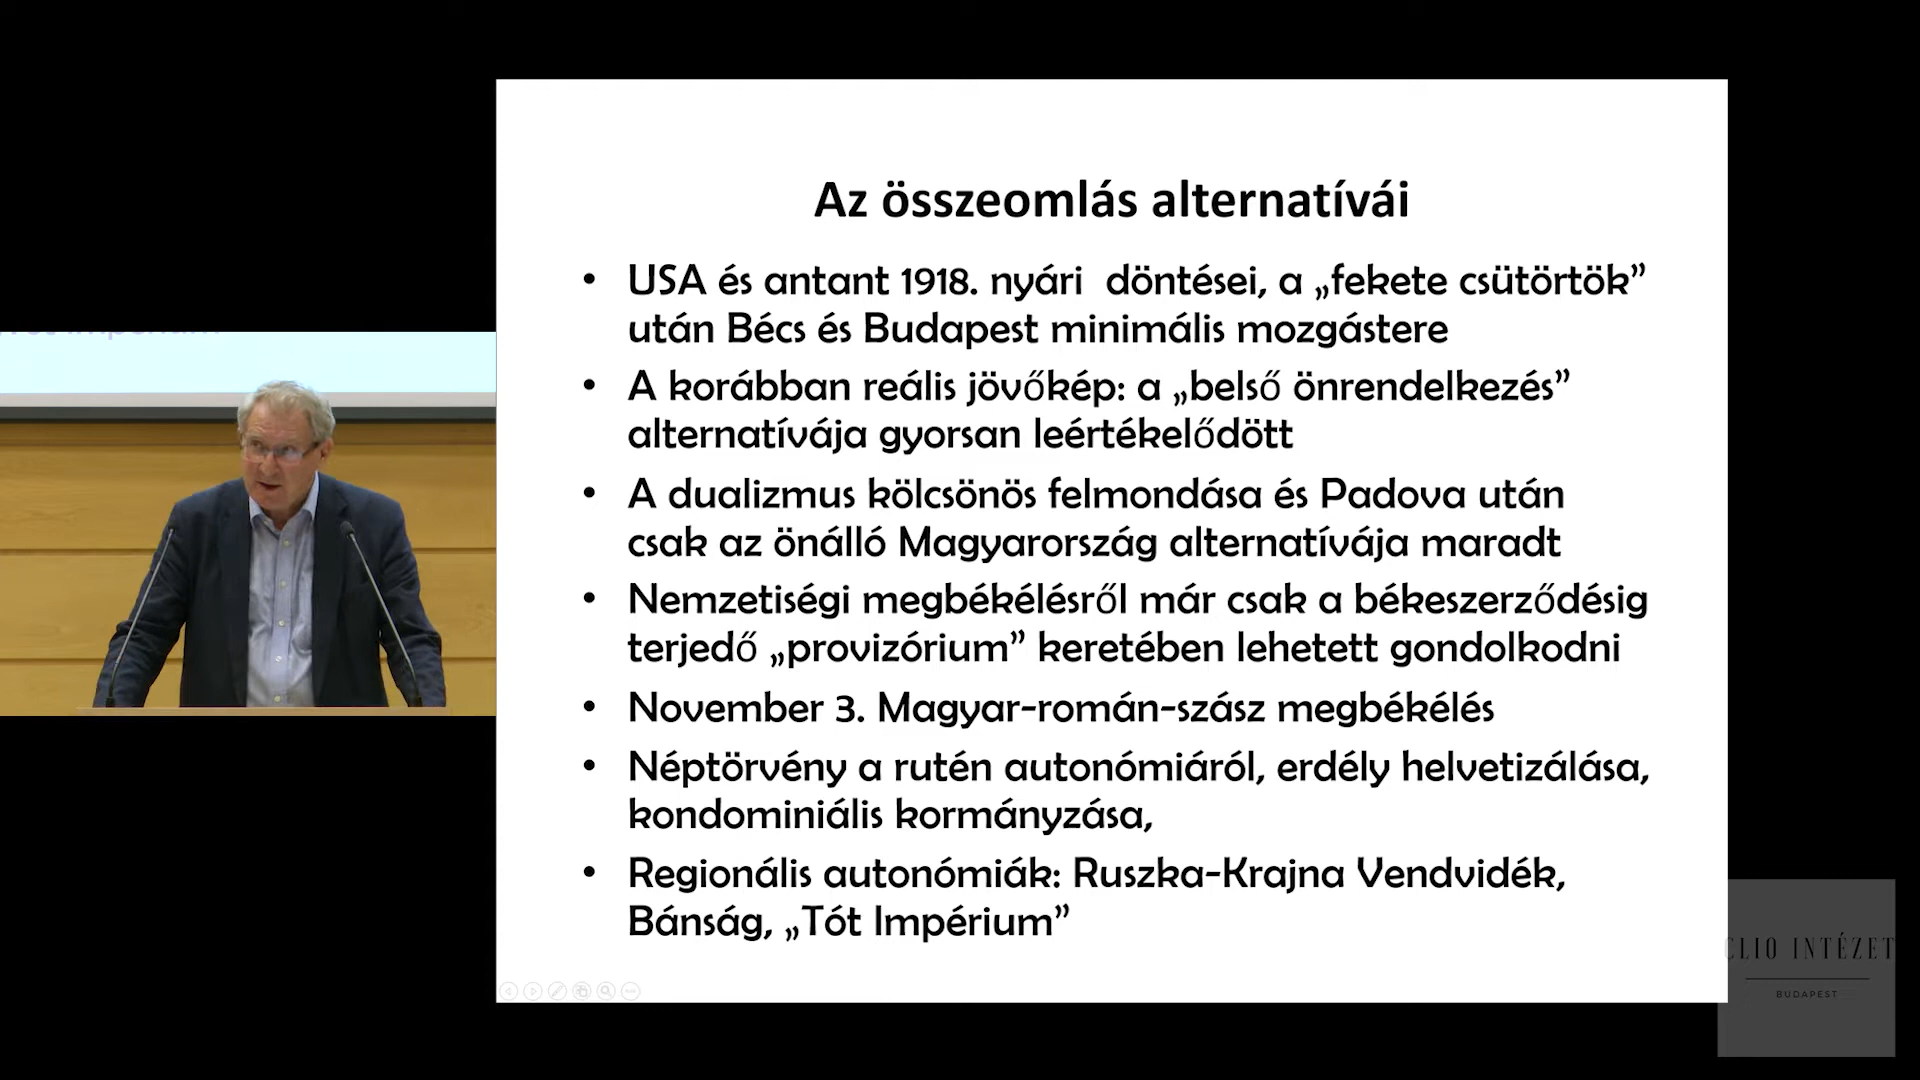 Az összeomlás alternatívái
• USA és antant 1918. nyári döntései, a „fekete csütörtök”
után Bécs és Budapest minimális mozgástere
• A korábban reális jövőkép: a „belső önrendelkezés”
alternatívája gyorsan leértékelődött
• A dualizmus kölcsönös felmondása és Padova után
csak az önálló Magyarország alternatívája maradt
• Nemzetiségi megbékélésről már csak a békeszerződésig
terjedő „provizórium” keretében lehetett gondolkodni
• November 3. Magyar-román-szász megbékélés
• Néptörvény a rutén autonómiáról, erdély helvetizálása,
kondominiális kormányzása,
• Regionális autonómiák: Ruszka-Krajna Vendvidék,
Bánság, „Tót Impérium”
CLIO INTÉZET
BUDAPEST